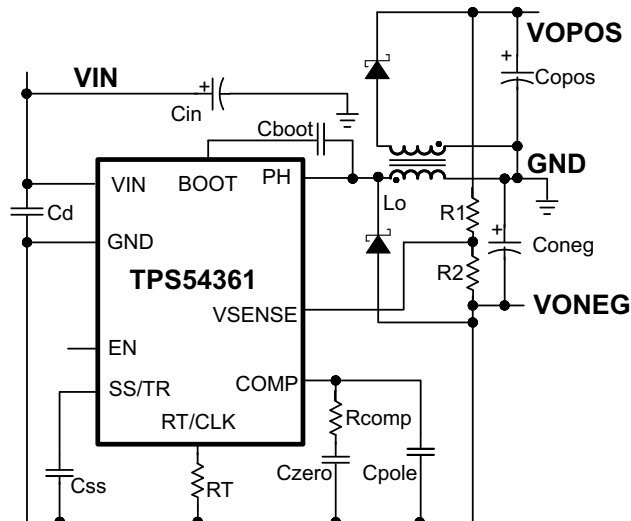 VOPOS
VIN
Copos
Cin
Cboot
GND
VIN
BOOT
PH
Lo
R1
Cd
GND
Coneg
TPS54361
R2
VSENSE
VONEG
EN
SS/TR
COMP
RT/CLK
Rcomp
Css
RT
Czero
Cpole